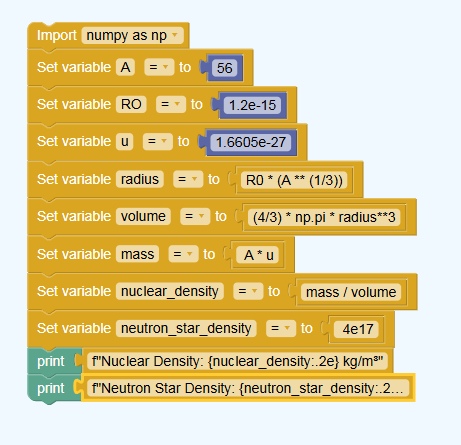 Import numpy as np
Set variable A = to 56
Set variable RO = to 1.2e-15
Set variable u = to 1.6605e-27
Set variable radius = to R0 * (A ** (1/3))
Set variable volume = to (4/3) * np.pi * radius**3
Set variable mass = to A * u
Set variable nuclear_density = to mass / volume
Set variable neutron_star_density = to 4e17
print f"Nuclear Density: {nuclear_density:.2e} kg/m³"
print f"Neutron Star Density: {neutron_star_density:.2...